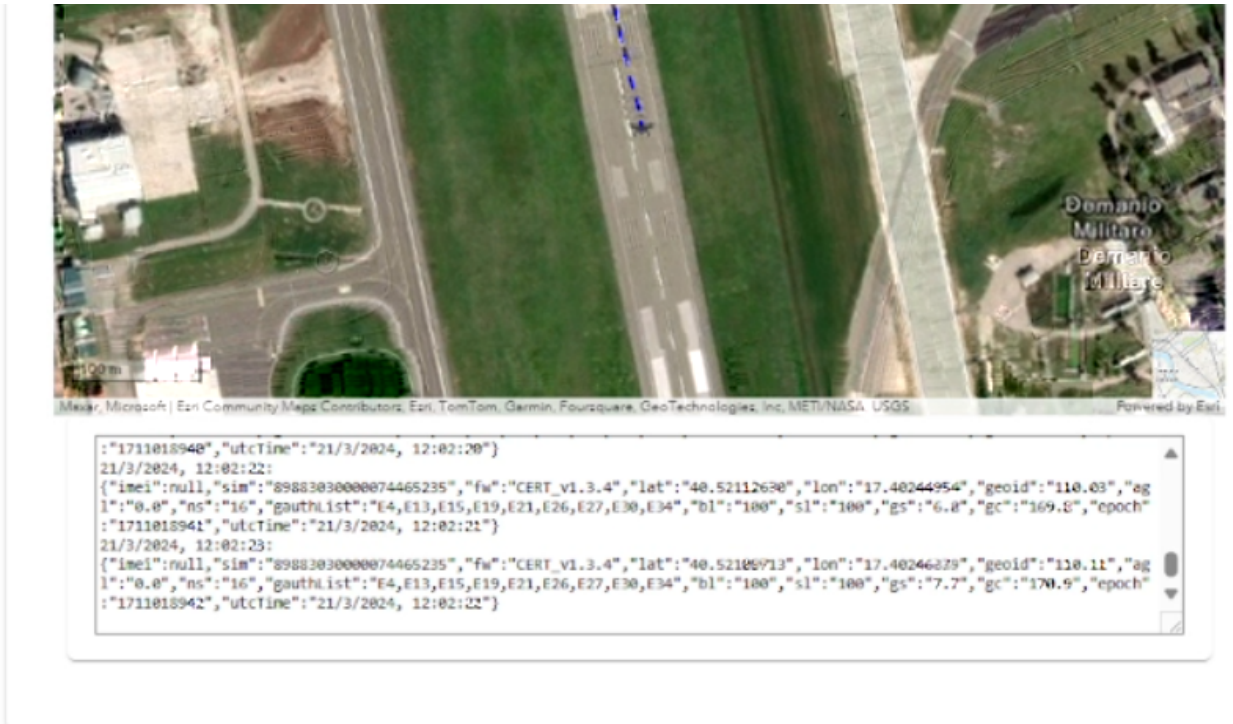 Demanio
Militare
Demanio
Militare
100 m
Maxar, Microsoft | Esri Community Maps Contributors, Esri, TomTom, Garmin, Foursquare, GeoTechnologies, Inc, METI/NASA, USGS
Powered by Esri
:"1711018940","utcTime":"21/3/2024, 12:02:20"}
21/3/2024, 12:02:22:
{"imei":null,"sim":"89883030000074465235","fw":"CERT_v1.3.4","lat":"40.52112630","lon":"17.40244954","geoid":"110.03","ag
l":"0.0","ns":"16","gauthList":"E4,E13,E15,E19,E21,E26,E27,E30,E34","bl":"100","sl":"100","gs":"6.0","gc":"169.8","epoch"
:"1711018941","utcTime":"21/3/2024, 12:02:21"}
21/3/2024, 12:02:23:
{"imei":null,"sim":"89883030000074465235","fw":"CERT_v1.3.4","lat":"40.52109713","lon":"17.40246379","geoid":"110.11","ag
l":"0.0","ns":"16","gauthList":"E4,E13,E15,E19,E21,E26,E27,E30,E34","bl":"100","sl":"100","gs":"7.7","gc":"170.9","epoch"
:"1711018942","utcTime":"21/3/2024, 12:02:22"}